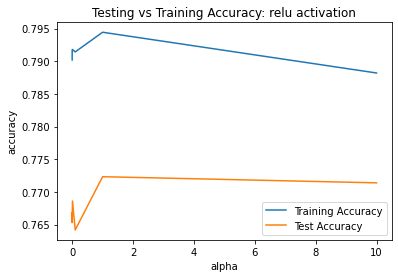 Testing vs Training Accuracy: relu activation
accuracy
0.795
0.790
0.785
0.780
0.775
0.770
0.765
Training Accuracy
Test Accuracy
0 2 4 6 8 10
alpha